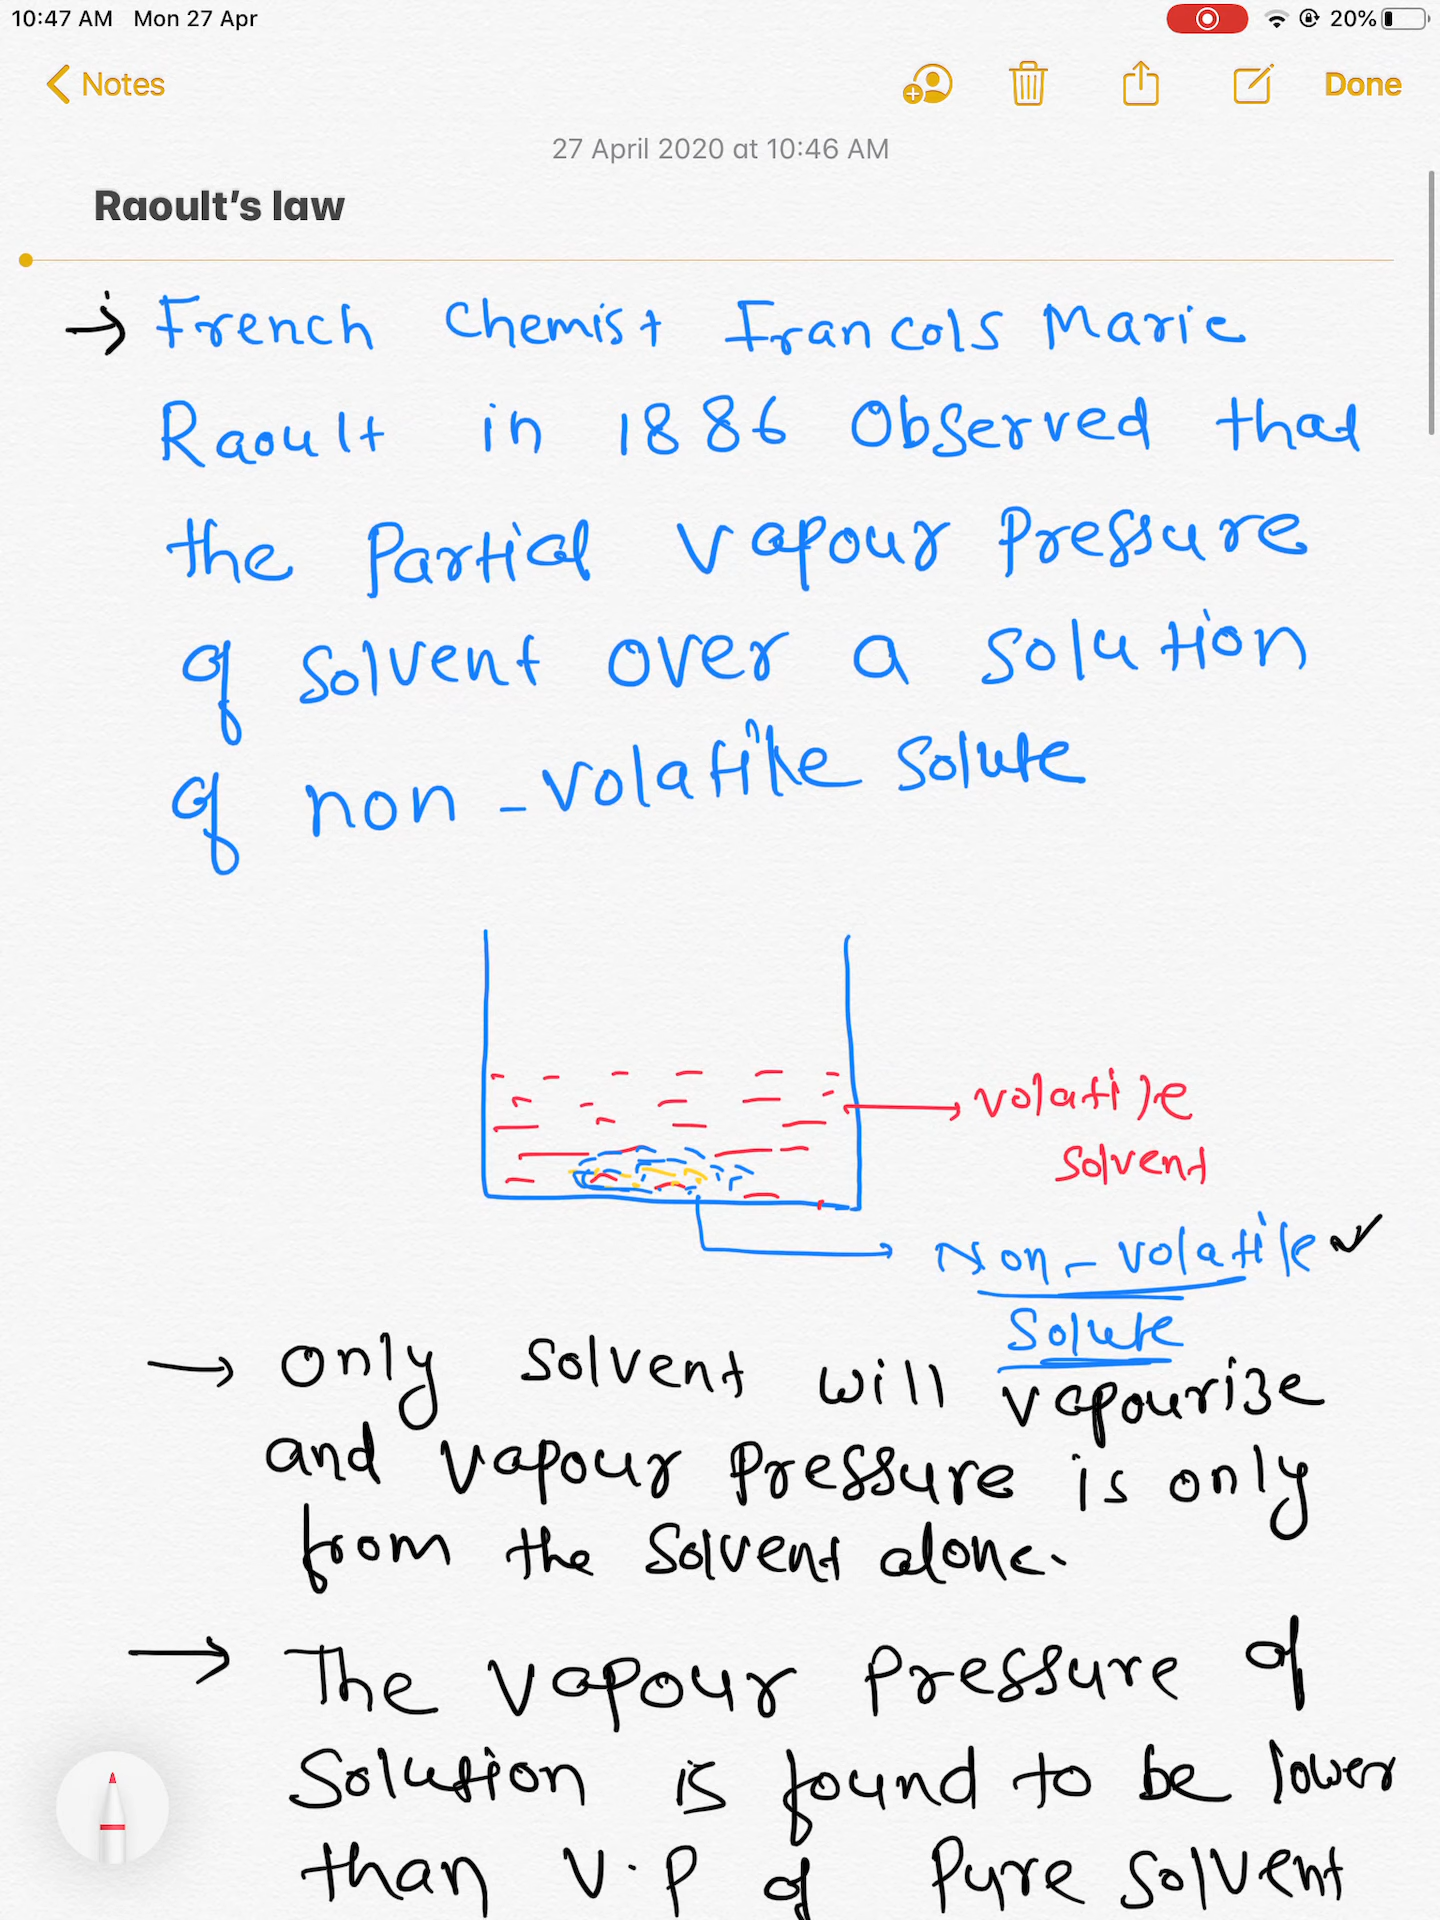 10:47 AM Mon 27 Apr
20%
Notes
Done
27 April 2020 at 10:46 AM
Raoult's law
French Chemist Francols Marie
Raoult in 1886 Observed that
the Partial vapour Pressure
of solvent over a solution
of non-volatile solute
volatile
solvent
Non-volatile
Solute
only solvent will vapourize
and vapour Pressure is only
from the solvent alone.
The vapour Pressure of
Solution is found to be lower
than V.P of Pure solvent